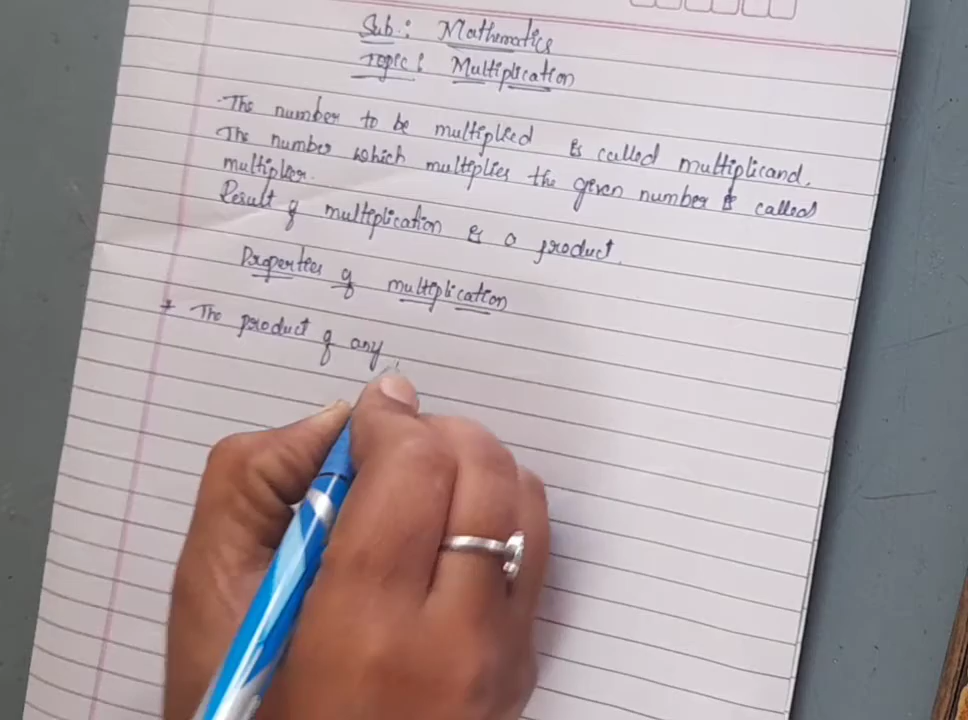 Sub: Mathematics
Topic: Multiplication
The number to be multiplied is called multiplicand.
The number which multiplies the given number is called
multiplier.
Result of multiplication is a product.
Properties of multiplication
* The product of any